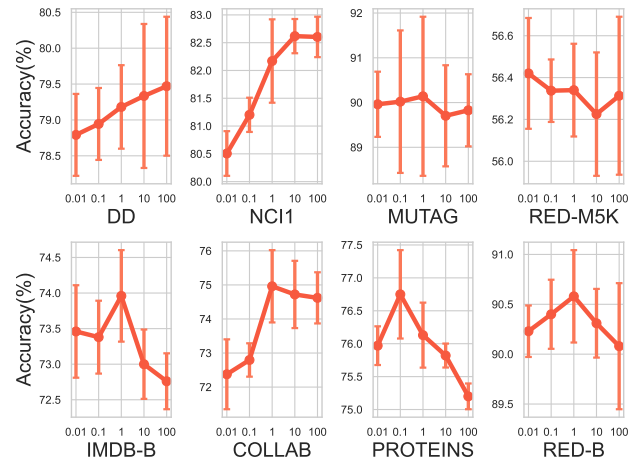 Accuracy(%)
80.5
79.5
78.5
0.01 0.1 1 10 100
DD
83.0
82.5
82.0
81.5
81.0
80.5
80.0
0.01 0.1 1 10 100
NCI1
92
91
90
89
0.01 0.1 1 10 100
MUTAG
56.6
56.4
56.2
56.0
0.01 0.1 1 10 100
RED-M5K
Accuracy(%)
74.5
74.0
73.5
73.0
72.5
0.01 0.1 1 10 100
IMDB-B
76
75
74
73
72
0.01 0.1 1 10 100
COLLAB
77.5
77.0
76.5
76.0
75.5
75.0
0.01 0.1 1 10 100
PROTEINS
91.0
90.5
90.0
89.5
0.01 0.1 1 10 100
RED-B